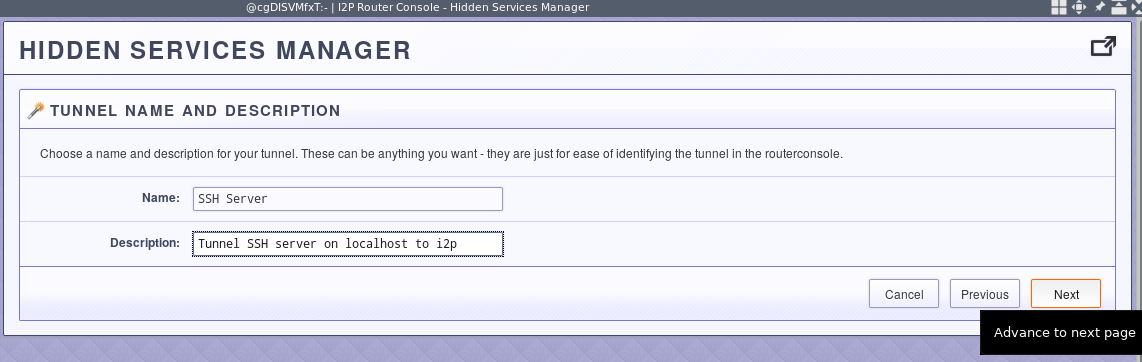 @cgDISVMfxT:~ | I2P Router Console - Hidden Services Manager
HIDDEN SERVICES MANAGER
TUNNEL NAME AND DESCRIPTION
Choose a name and description for your tunnel. These can be anything you want - they are just for ease of identifying the tunnel in the routerconsole.
Name: SSH Server
Description: Tunnel SSH server on localhost to i2p
Cancel Previous Next
Advance to next page